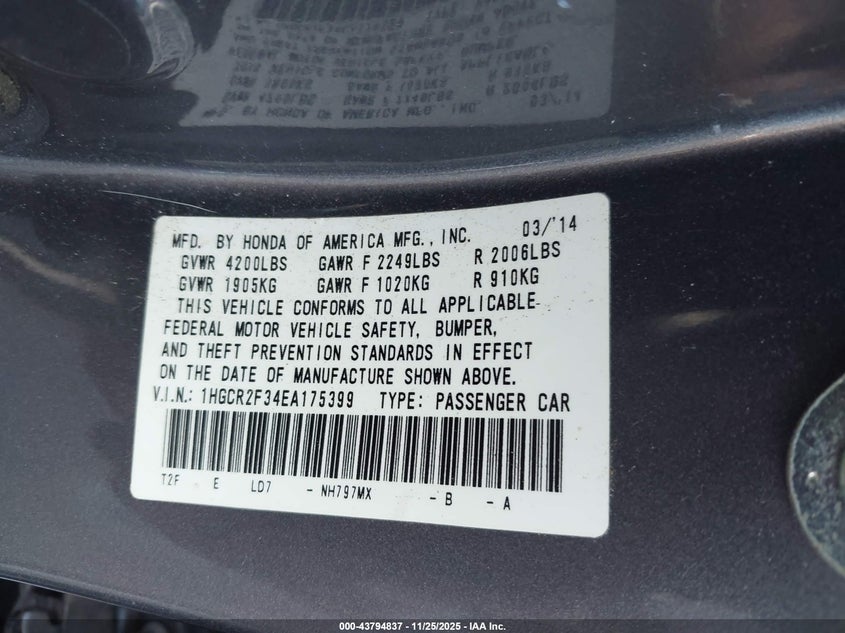 MFD. BY HONDA OF AMERICA MFG., INC. 03/'14
GVWR 4200LBS GAWR F 2249LBS R 2006LBS
GVWR 1905KG GAWR F 1020KG R 910KG
THIS VEHICLE CONFORMS TO ALL APPLICABLE
FEDERAL MOTOR VEHICLE SAFETY, BUMPER,
AND THEFT PREVENTION STANDARDS IN EFFECT
ON THE DATE OF MANUFACTURE SHOWN ABOVE.
V.I.N.: 1HGCR2F34EA175399 TYPE: PASSENGER CAR
T2F E LD7 - NH797MX - B - A
000-43794837 - 11/25/2025 - IAA Inc.